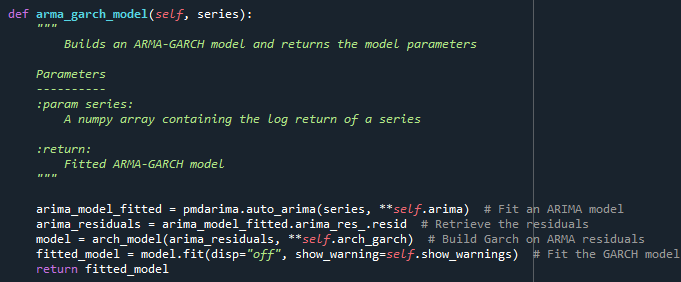 def arma_garch_model(self, series):
"""
Builds an ARMA-GARCH model and returns the model parameters
Parameters
----------
:param series:
A numpy array containing the log return of a series
:return:
Fitted ARMA-GARCH model
"""
arima_model_fitted = pmdarima.auto_arima(series, **self.arima)  # Fit an ARIMA model
arima_residuals = arima_model_fitted.arima_res_.resid  # Retrieve the residuals
model = arch_model(arima_residuals, **self.arch_garch)  # Build Garch on ARMA residuals
fitted_model = model.fit(disp="off", show_warning=self.show_warnings)  # Fit the GARCH model
return fitted_model